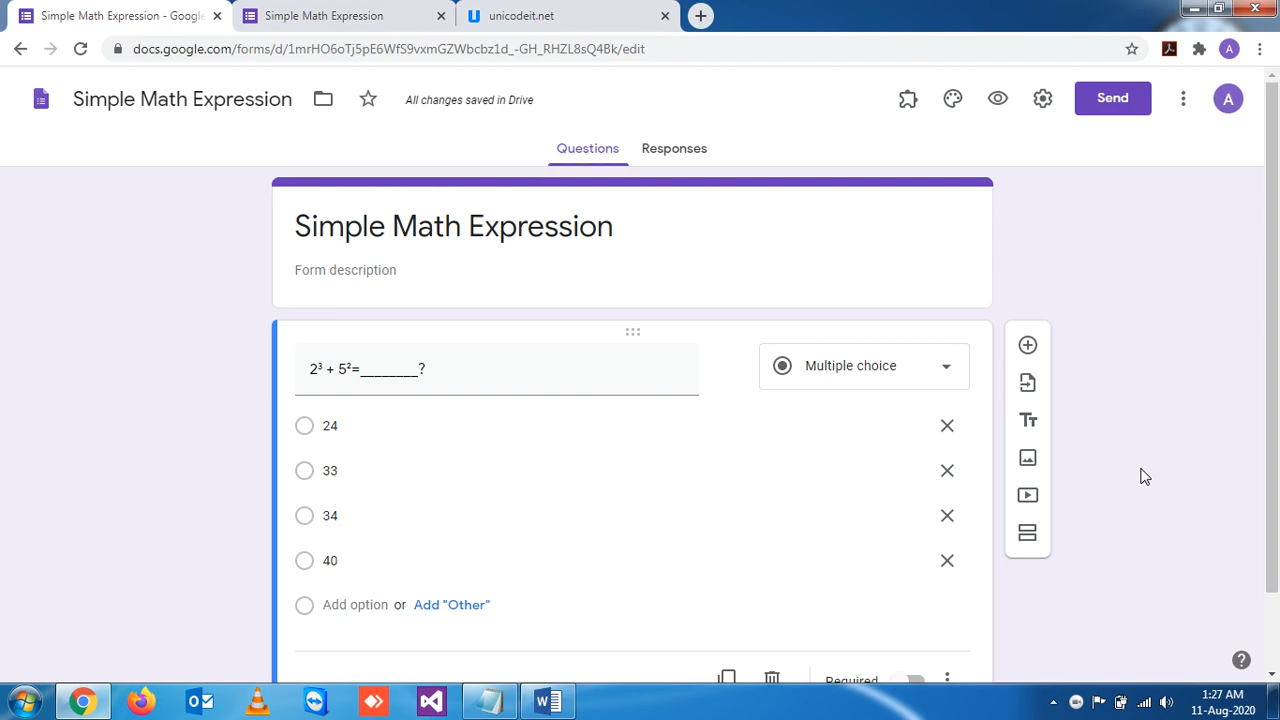 Simple Math Expression - Google
Simple Math Expression
unicodeit.net
docs.google.com/forms/d/1mrHO6oTj5pE6WfS9vxmGZWbcbz1d_-GH_RHZL8sQ4Bk/edit
A
Simple Math Expression
All changes saved in Drive
Send
A
Questions
Responses
Simple Math Expression
Form description
2³ + 5²=________?
Multiple choice
24
33
34
40
Add option or Add "Other"
Required
1:27 AM
11-Aug-2020